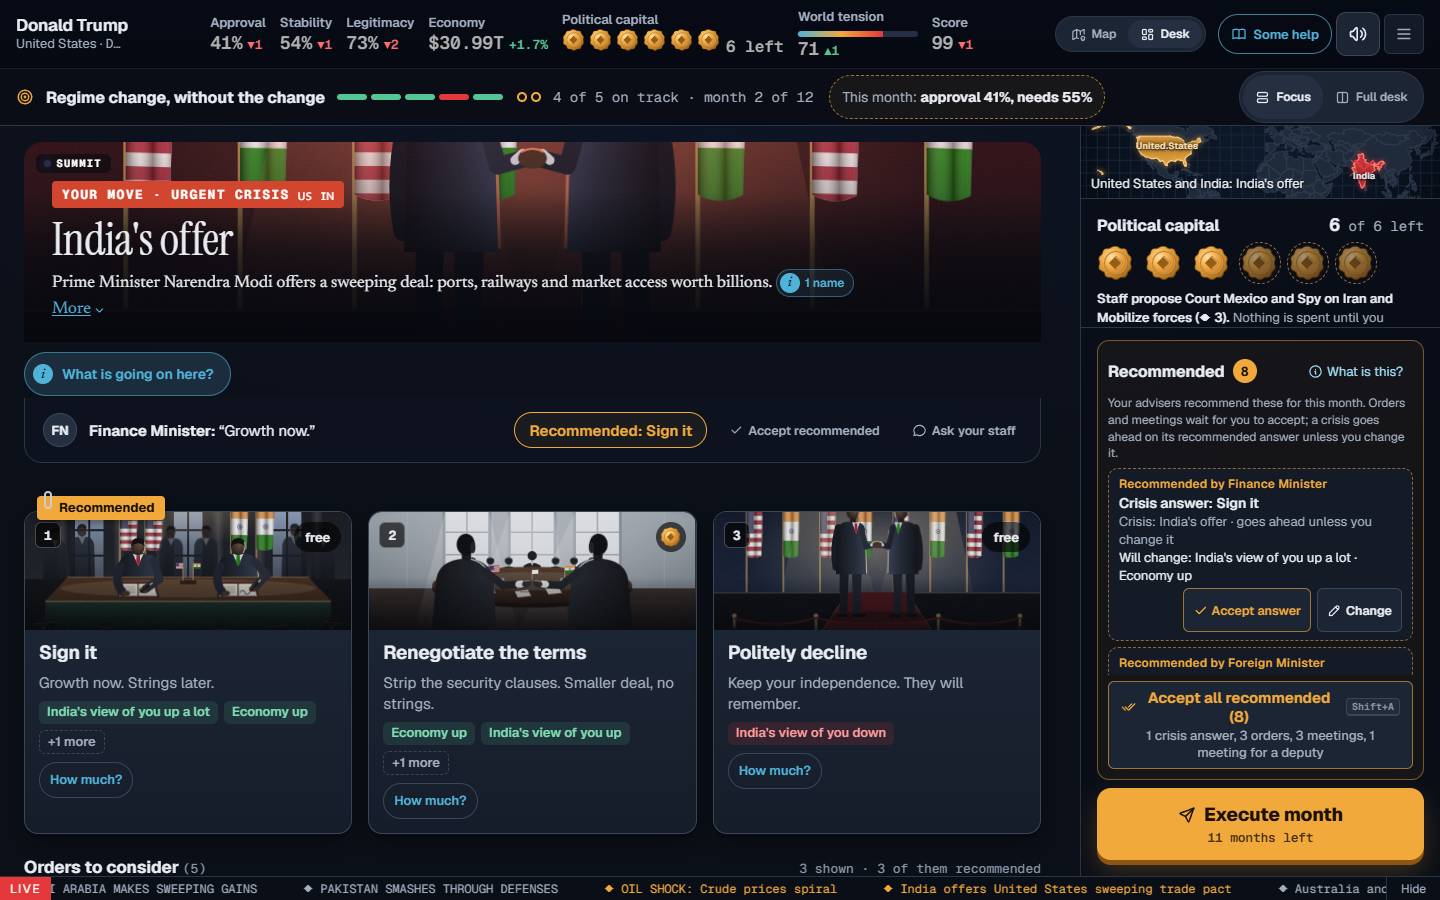 Donald Trump
United States · D...
Approval
41% ▾1
Stability
54% ▾1
Legitimacy
73% ▾2
Economy
$30.99T +1.7%
Political capital
6 left
World tension
71 ▴1
Score
99 ▾1
Map
Desk
Some help
Regime change, without the change
4 of 5 on track · month 2 of 12
This month: approval 41%, needs 55%
Focus
Full desk
SUMMIT
YOUR MOVE · URGENT CRISIS US IN
India's offer
Prime Minister Narendra Modi offers a sweeping deal: ports, railways and market access worth billions.
i 1 name
More
i What is going on here?
FN
Finance Minister: “Growth now.”
Recommended: Sign it
Accept recommended
Ask your staff
Recommended
1
free
Sign it
Growth now. Strings later.
India's view of you up a lot
Economy up
+1 more
How much?
2
Renegotiate the terms
Strip the security clauses. Smaller deal, no
strings.
Economy up
India's view of you up
+1 more
How much?
3
free
Politely decline
Keep your independence. They will
remember.
India's view of you down
How much?
Orders to consider (5)
3 shown · 3 of them recommended
United States
India
United States and India: India's offer
Political capital
6 of 6 left
Staff propose Court Mexico and Spy on Iran and
Mobilize forces (◆ 3). Nothing is spent until you
Recommended 8
What is this?
Your advisers recommend these for this month. Orders
and meetings wait for you to accept; a crisis goes
ahead on its recommended answer unless you change
it.
Recommended by Finance Minister
Crisis answer: Sign it
Crisis: India's offer · goes ahead unless you
change it
Will change: India's view of you up a lot ·
Economy up
Accept answer
Change
Recommended by Foreign Minister
Accept all recommended
(8)
Shift+A
1 crisis answer, 3 orders, 3 meetings, 1
meeting for a deputy
Execute month
11 months left
LIVE
ARABIA MAKES SWEEPING GAINS
◆ PAKISTAN SMASHES THROUGH DEFENSES
◆ OIL SHOCK: Crude prices spiral
◆ India offers United States sweeping trade pact
◆ Australia and
Hide